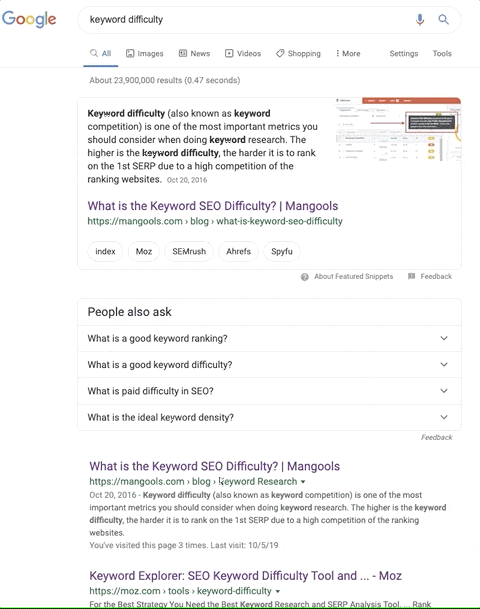 Google
keyword difficulty
All Images News Videos Shopping More Settings Tools
About 23,900,000 results (0.47 seconds)
Keyword difficulty (also known as keyword
competition) is one of the most important metrics you
should consider when doing keyword research. The
higher is the keyword difficulty, the harder it is to rank
on the 1st SERP due to a high competition of the
ranking websites. Oct 20, 2016
What is the Keyword SEO Difficulty? | Mangools
https://mangools.com › blog › what-is-keyword-seo-difficulty
index Moz SEMrush Ahrefs Spyfu
About Featured Snippets Feedback
People also ask
What is a good keyword ranking?
What is a good keyword difficulty?
What is paid difficulty in SEO?
What is the ideal keyword density?
Feedback
What is the Keyword SEO Difficulty? | Mangools
https://mangools.com › blog › Keyword Research
Oct 20, 2016 - Keyword difficulty (also known as keyword competition) is one of the most
important metrics you should consider when doing keyword research. The higher is the keyword
difficulty, the harder it is to rank on the 1st SERP due to a high competition of the ranking
websites.
You've visited this page 3 times. Last visit: 10/5/19
Keyword Explorer: SEO Keyword Difficulty Tool and ... - Moz
https://moz.com › tools › keyword-difficulty
For the Best Strategy You Need the Best Keyword Research and SERP Analysis Tool. ... Rank